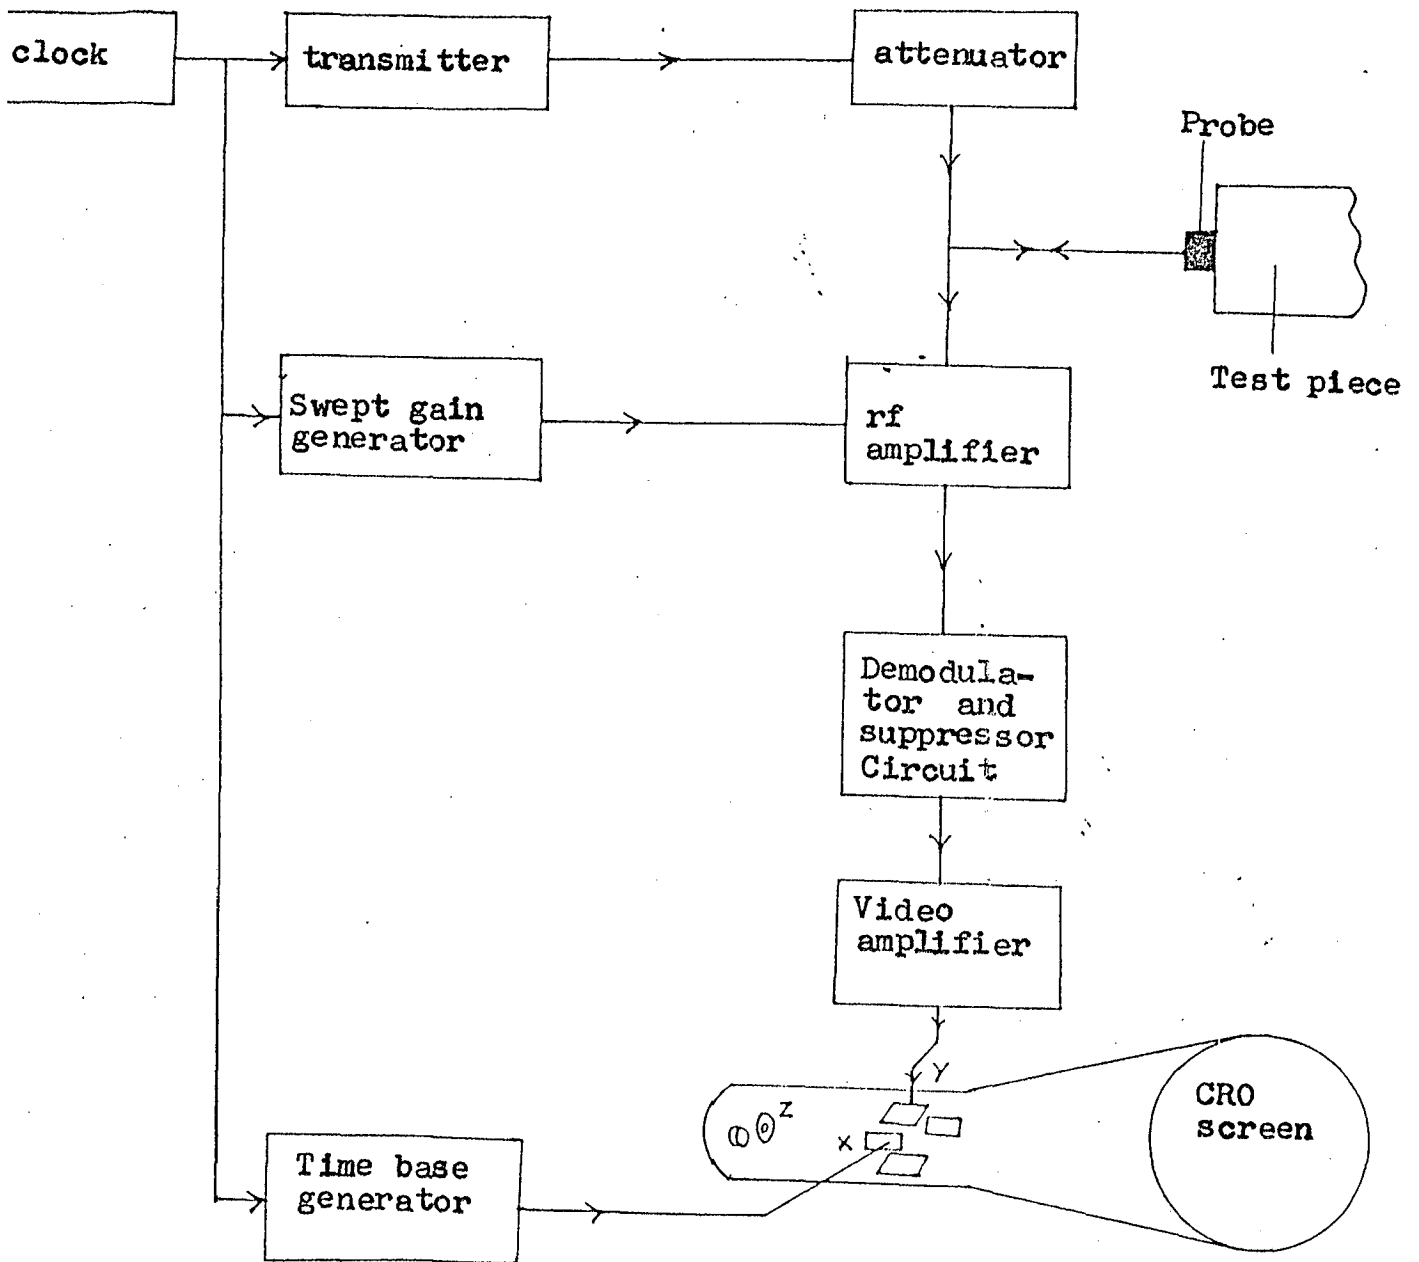 clock
transmitter
attenuator
Probe
Test piece
Swept gain
generator
rf
amplifier
Demodula-
tor and
suppressor
Circuit
Video
amplifier
Y
Z
X
CRO
screen
Time base
generator